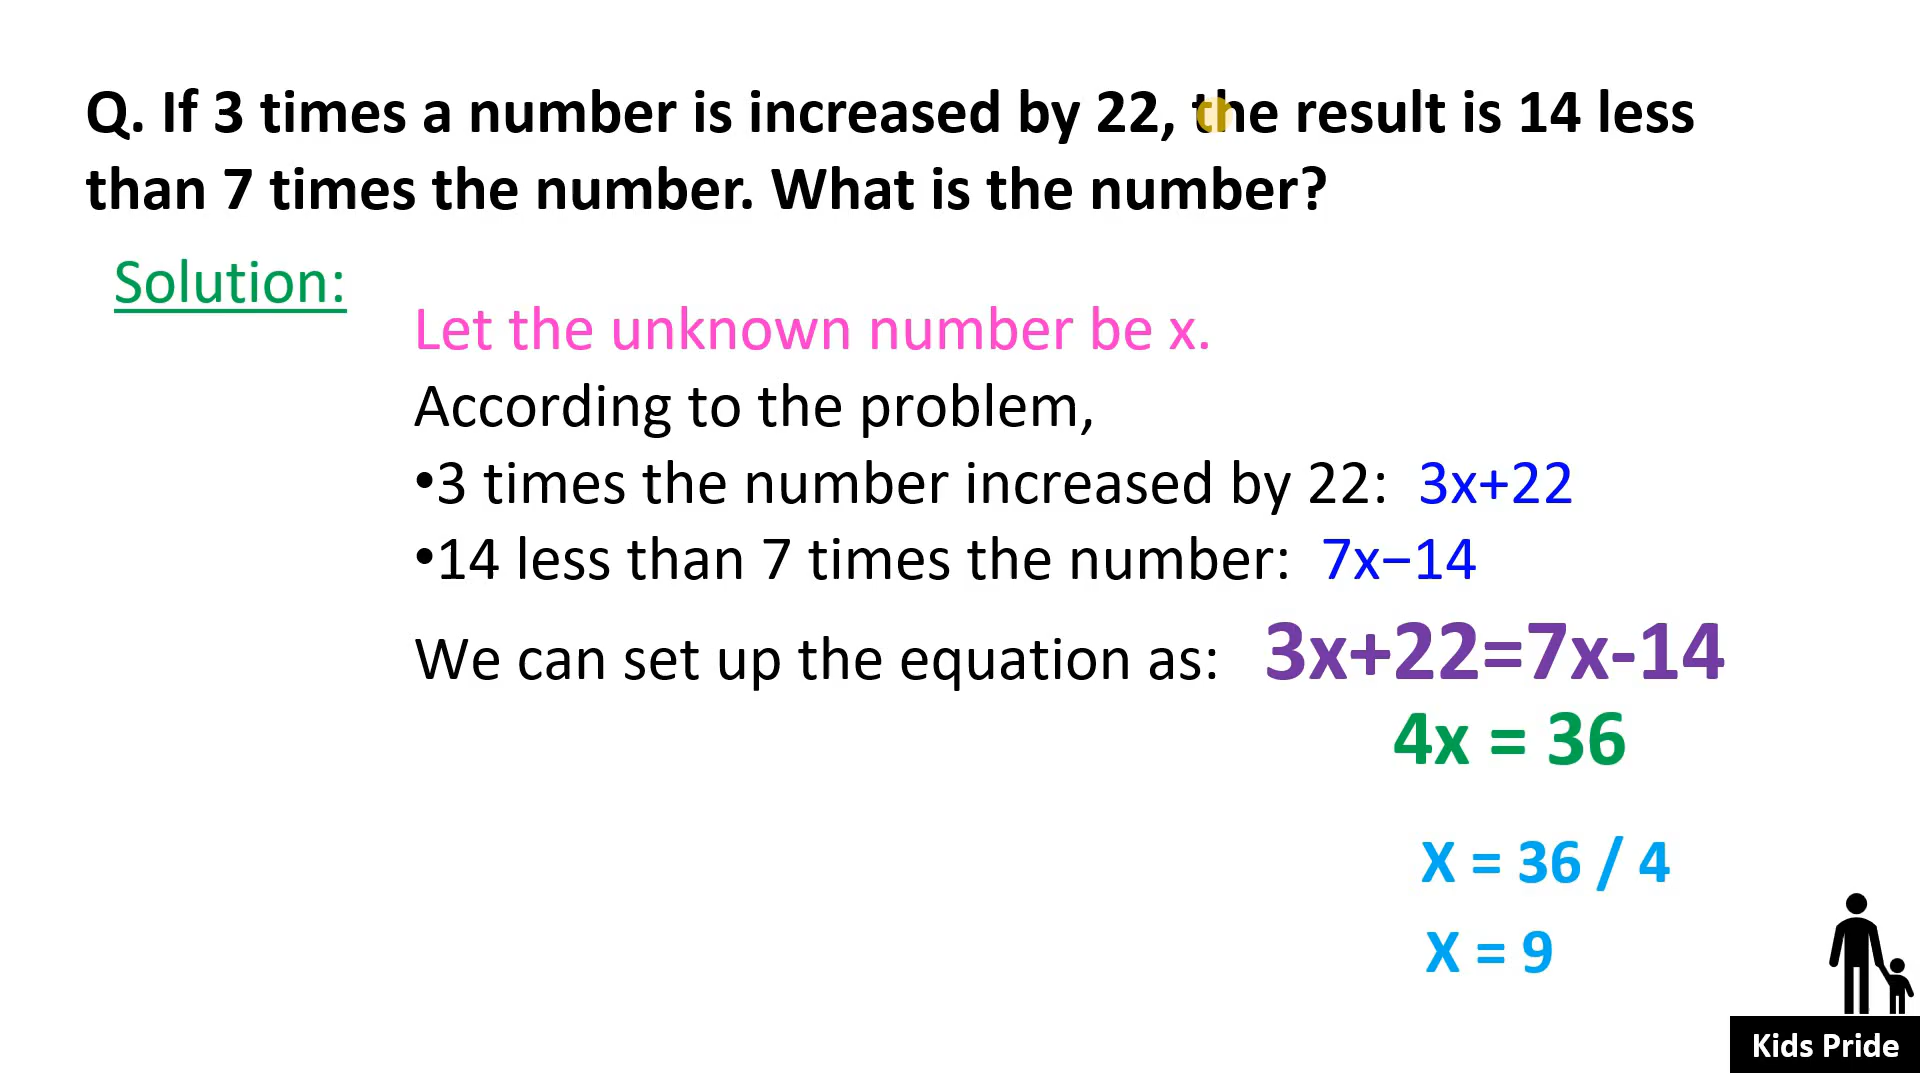 Q. If 3 times a number is increased by 22, the result is 14 less
than 7 times the number. What is the number?
Solution:
Let the unknown number be x.
According to the problem,
•3 times the number increased by 22: 3x+22
•14 less than 7 times the number: 7x−14
We can set up the equation as: 3x+22=7x-14
4x = 36
X = 36 / 4
X = 9
Kids Pride